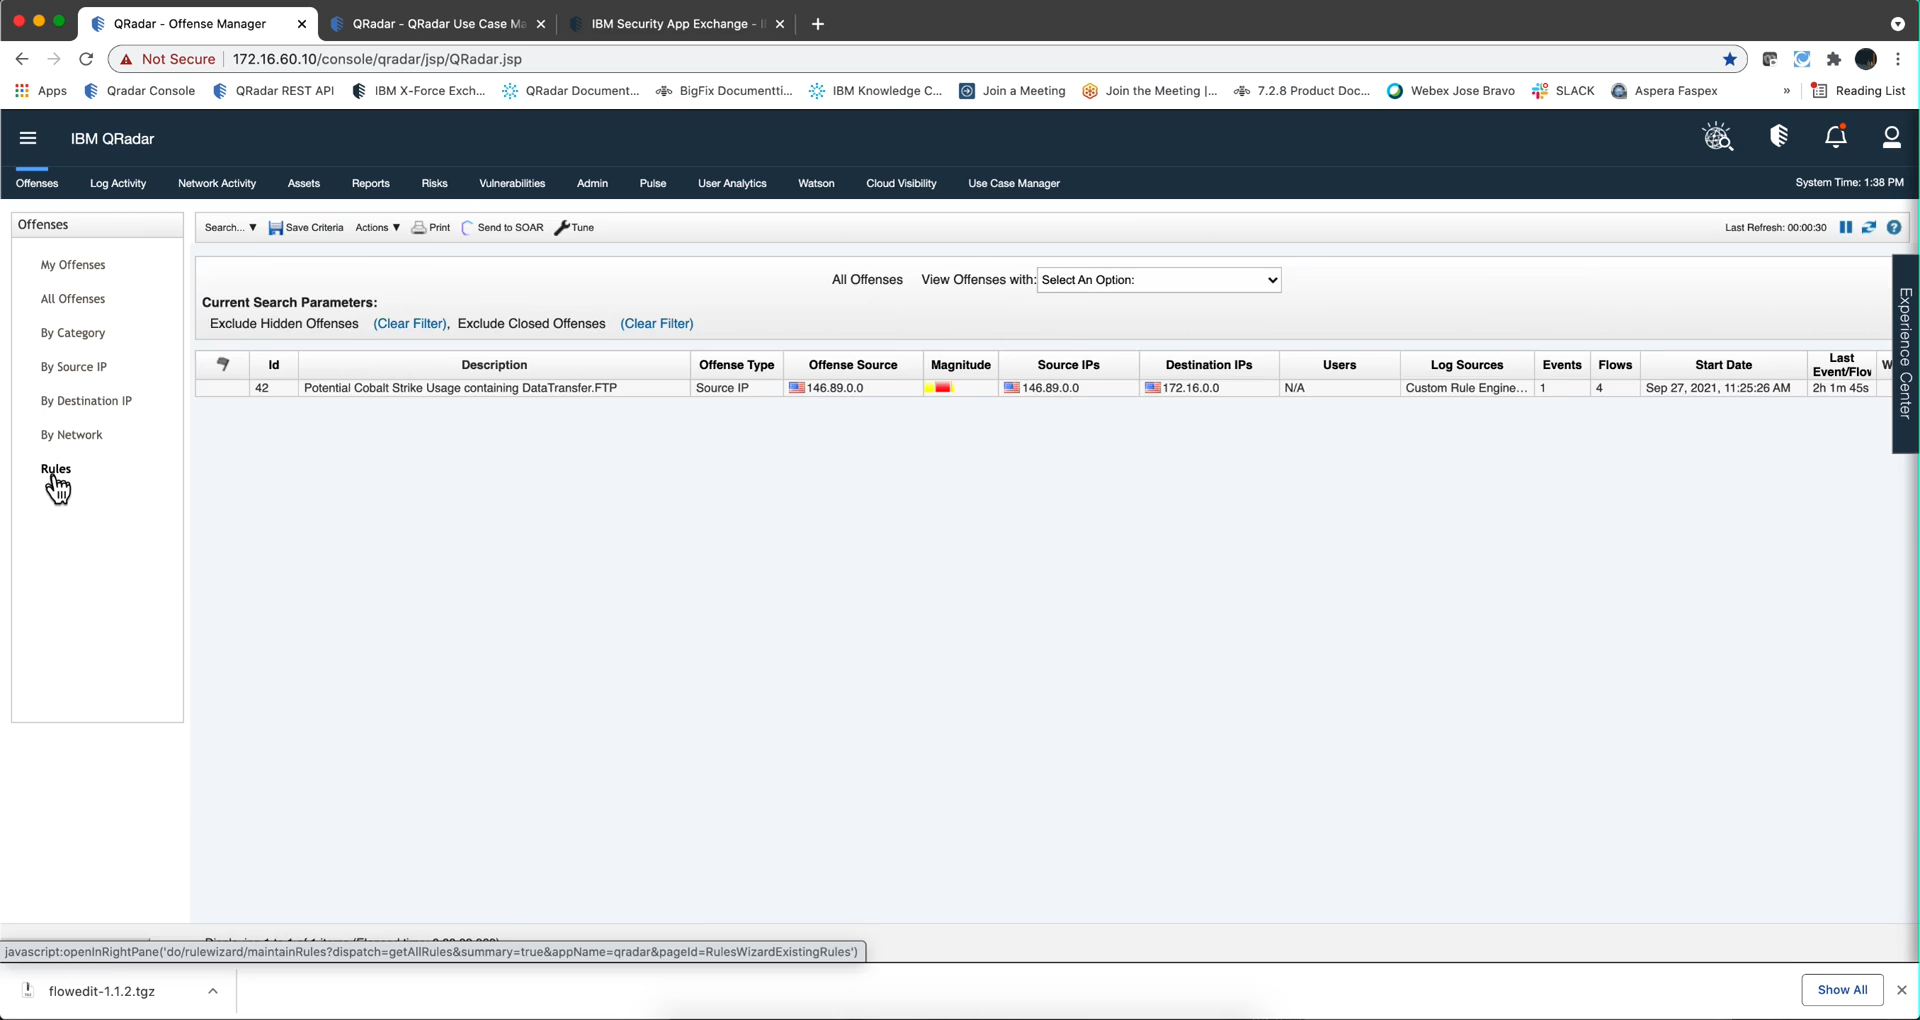 QRadar - Offense Manager
QRadar - QRadar Use Case Ma
IBM Security App Exchange -
Not Secure 172.16.60.10/console/qradar/jsp/QRadar.jsp
Apps Qradar Console QRadar REST API IBM X-Force Exch... QRadar Document... BigFix Documentti... IBM Knowledge C... Join a Meeting Join the Meeting |... 7.2.8 Product Doc... Webex Jose Bravo SLACK Aspera Faspex » Reading List
IBM QRadar
Offenses Log Activity Network Activity Assets Reports Risks Vulnerabilities Admin Pulse User Analytics Watson Cloud Visibility Use Case Manager System Time: 1:38 PM
Offenses
My Offenses
All Offenses
By Category
By Source IP
By Destination IP
By Network
Rules
Search... ▼ Save Criteria Actions ▼ Print Send to SOAR Tune Last Refresh: 00:00:30
All Offenses View Offenses with: Select An Option:
Current Search Parameters:
Exclude Hidden Offenses (Clear Filter), Exclude Closed Offenses (Clear Filter)
Id Description Offense Type Offense Source Magnitude Source IPs Destination IPs Users Log Sources Events Flows Start Date Last Event/Flow
42 Potential Cobalt Strike Usage containing DataTransfer.FTP Source IP 146.89.0.0 146.89.0.0 172.16.0.0 N/A Custom Rule Engine... 1 4 Sep 27, 2021, 11:25:26 AM 2h 1m 45s
Experience Center
javascript:openInRightPane('do/rulewizard/maintainRules?dispatch=getAllRules&summary=true&appName=qradar&pageId=RulesWizardExistingRules')
flowedit-1.1.2.tgz
Show All